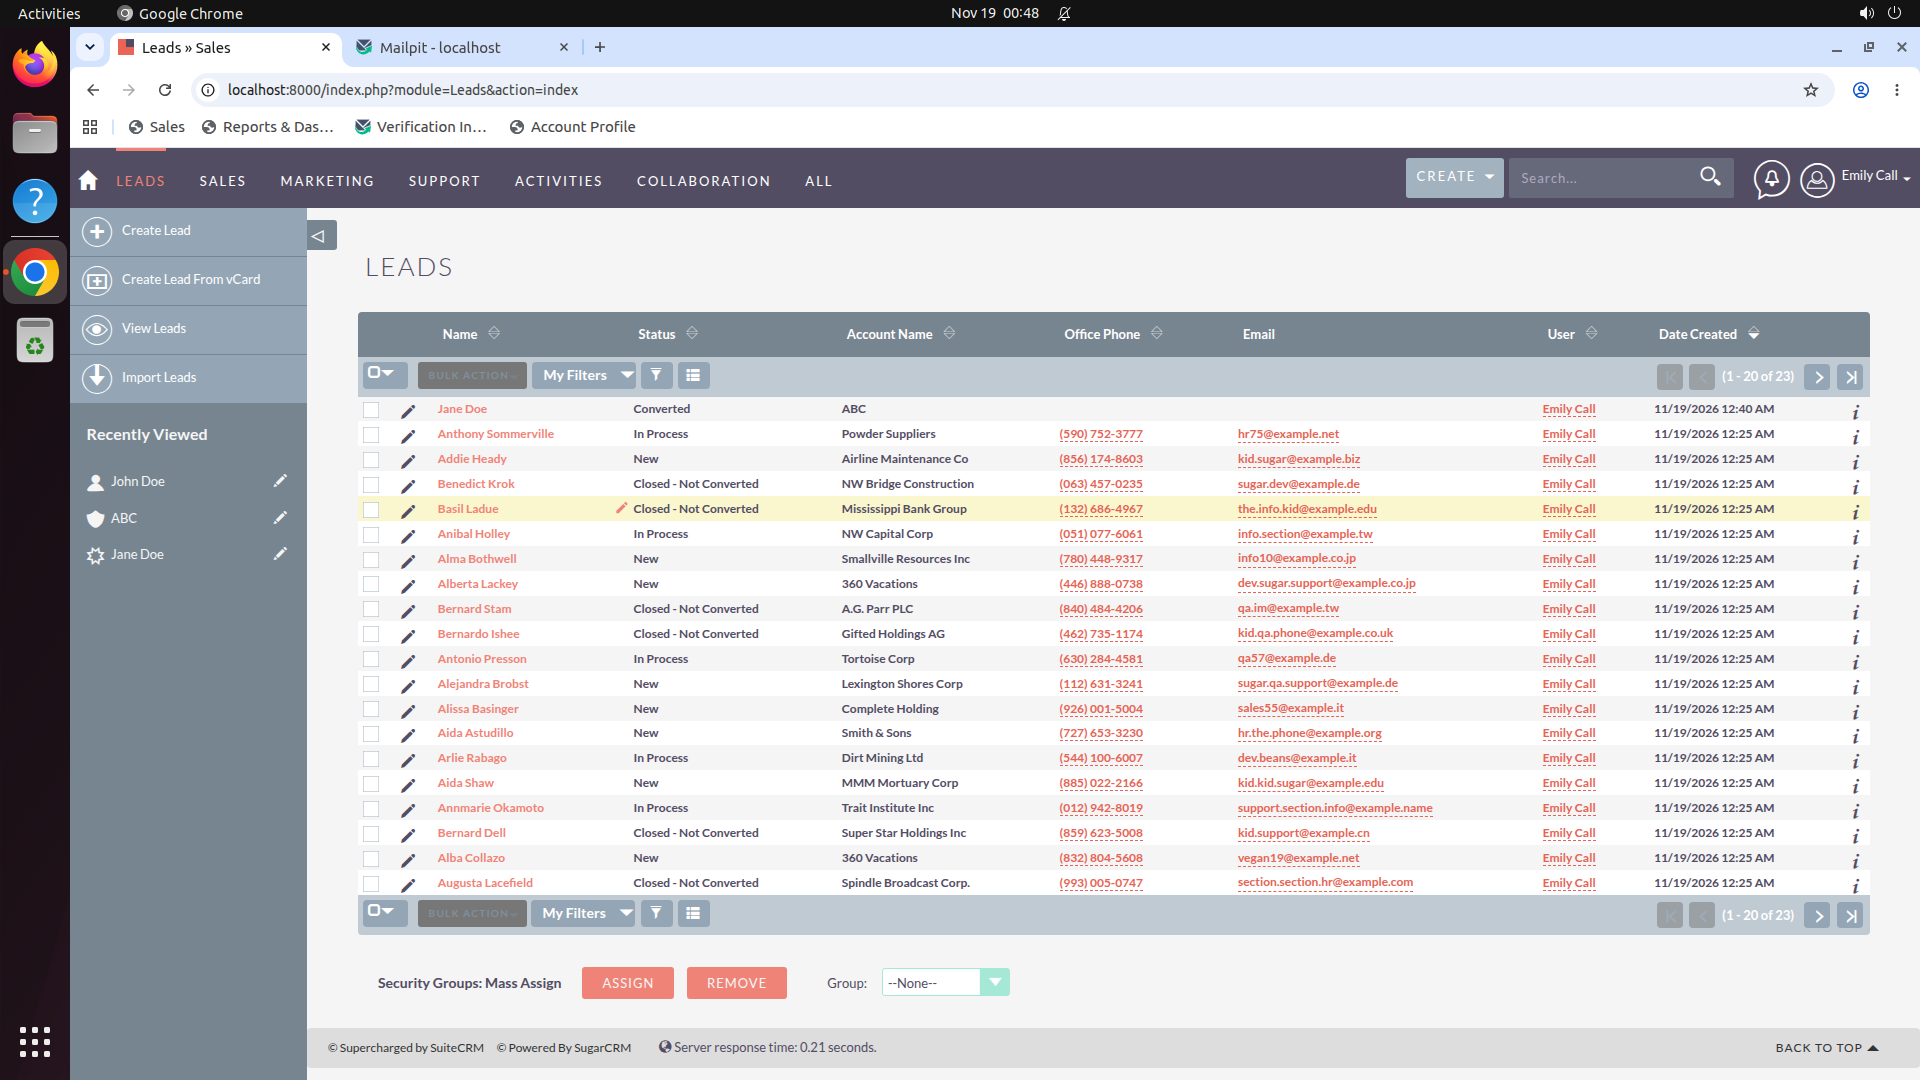 Activities
Google Chrome
Nov 19 00:48
Leads » Sales
Mailpit - localhost
localhost:8000/index.php?module=Leads&action=index
Sales
Reports & Das...
Verification In...
Account Profile
LEADS SALES MARKETING SUPPORT ACTIVITIES COLLABORATION ALL
CREATE
Search...
Emily Call
Create Lead
Create Lead From vCard
View Leads
Import Leads
Recently Viewed
John Doe
ABC
Jane Doe
LEADS
Name Status Account Name Office Phone Email User Date Created
BULK ACTION My Filters (1 - 20 of 23)
Jane Doe Converted ABC Emily Call 11/19/2026 12:40 AM
Anthony Sommerville In Process Powder Suppliers (590) 752-3777 hr75@example.net Emily Call 11/19/2026 12:25 AM
Addie Heady New Airline Maintenance Co (856) 174-8603 kid.sugar@example.biz Emily Call 11/19/2026 12:25 AM
Benedict Krok Closed - Not Converted NW Bridge Construction (063) 457-0235 sugar.dev@example.de Emily Call 11/19/2026 12:25 AM
Basil Ladue Closed - Not Converted Mississippi Bank Group (132) 686-4967 the.info.kid@example.edu Emily Call 11/19/2026 12:25 AM
Anibal Holley In Process NW Capital Corp (051) 077-6061 info.section@example.tw Emily Call 11/19/2026 12:25 AM
Alma Bothwell New Smallville Resources Inc (780) 448-9317 info10@example.co.jp Emily Call 11/19/2026 12:25 AM
Alberta Lackey New 360 Vacations (446) 888-0738 dev.sugar.support@example.co.jp Emily Call 11/19/2026 12:25 AM
Bernard Stam Closed - Not Converted A.G. Parr PLC (840) 484-4206 qa.im@example.tw Emily Call 11/19/2026 12:25 AM
Bernardo Ishee Closed - Not Converted Gifted Holdings AG (462) 735-1174 kid.qa.phone@example.co.uk Emily Call 11/19/2026 12:25 AM
Antonio Presson In Process Tortoise Corp (630) 284-4581 qa57@example.de Emily Call 11/19/2026 12:25 AM
Alejandra Brobst New Lexington Shores Corp (112) 631-3241 sugar.qa.support@example.de Emily Call 11/19/2026 12:25 AM
Alissa Basinger New Complete Holding (926) 001-5004 sales55@example.it Emily Call 11/19/2026 12:25 AM
Aida Astudillo New Smith & Sons (727) 653-3230 hr.the.phone@example.org Emily Call 11/19/2026 12:25 AM
Arlie Rabago In Process Dirt Mining Ltd (544) 100-6007 dev.beans@example.it Emily Call 11/19/2026 12:25 AM
Aida Shaw New MMM Mortuary Corp (885) 022-2166 kid.kid.sugar@example.edu Emily Call 11/19/2026 12:25 AM
Annmarie Okamoto In Process Trait Institute Inc (012) 942-8019 support.section.info@example.name Emily Call 11/19/2026 12:25 AM
Bernard Dell Closed - Not Converted Super Star Holdings Inc (859) 623-5008 kid.support@example.cn Emily Call 11/19/2026 12:25 AM
Alba Collazo New 360 Vacations (832) 804-5608 vegan19@example.net Emily Call 11/19/2026 12:25 AM
Augusta Lacefield Closed - Not Converted Spindle Broadcast Corp. (993) 005-0747 section.section.hr@example.com Emily Call 11/19/2026 12:25 AM
BULK ACTION My Filters (1 - 20 of 23)
Security Groups: Mass Assign ASSIGN REMOVE Group: --None--
© Supercharged by SuiteCRM © Powered By SugarCRM Server response time: 0.21 seconds. BACK TO TOP